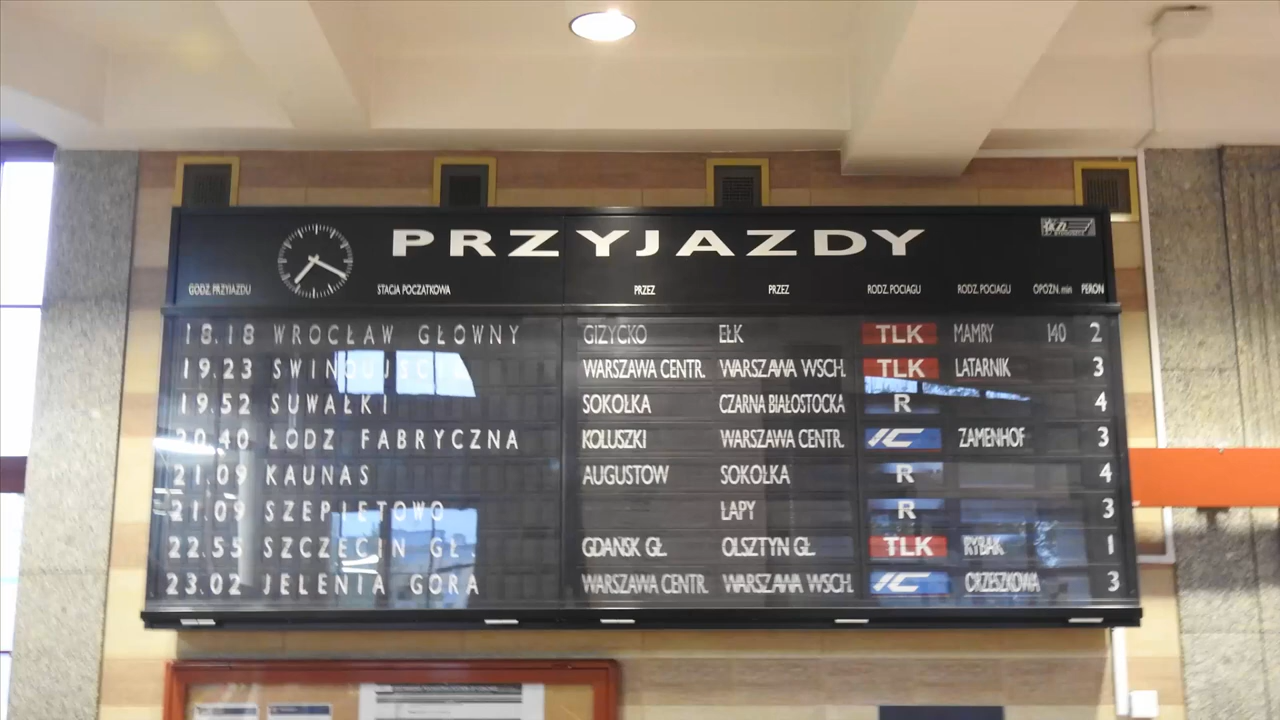 PRZYJAZDY
GODZ. PRZYJAZDU STACJA POCZĄTKOWA PRZEZ PRZEZ RODZ. POCIAGU RODZ. POCIAGU OPÓŹN. min PERON
18.18 WROCŁAW GŁÓWNY GIŻYCKO EŁK TLK MAMRY 140 2
19.23 ŚWINOUJŚCIE WARSZAWA CENTR. WARSZAWA WSCH. TLK LATARNIK 3
19.52 SUWAŁKI SOKÓŁKA CZARNA BIAŁOSTOCKA R 4
20.40 ŁÓDŹ FABRYCZNA KOLUSZKI WARSZAWA CENTR. IC ZAMENHOF 3
21.09 KAUNAS AUGUSTÓW SOKÓŁKA R 4
21.09 SZEPIETOWO ŁAPY R 3
22.55 SZCZECIN GŁ. GDAŃSK GŁ. OLSZTYN GŁ. TLK RYBAK 1
23.02 JELENIA GÓRA WARSZAWA CENTR. WARSZAWA WSCH. IC ORZESZKOWA 3